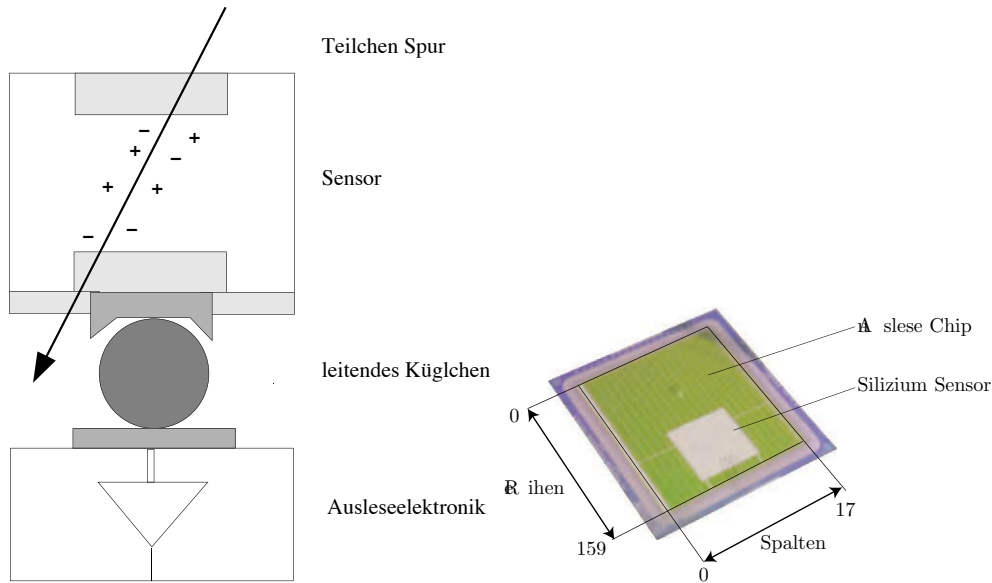 Teilchen Spur
Sensor
leitendes Küglchen
Ausleseelektronik
slese Chip
Silizium Sensor
0
ihen
159
Spalten
17
0